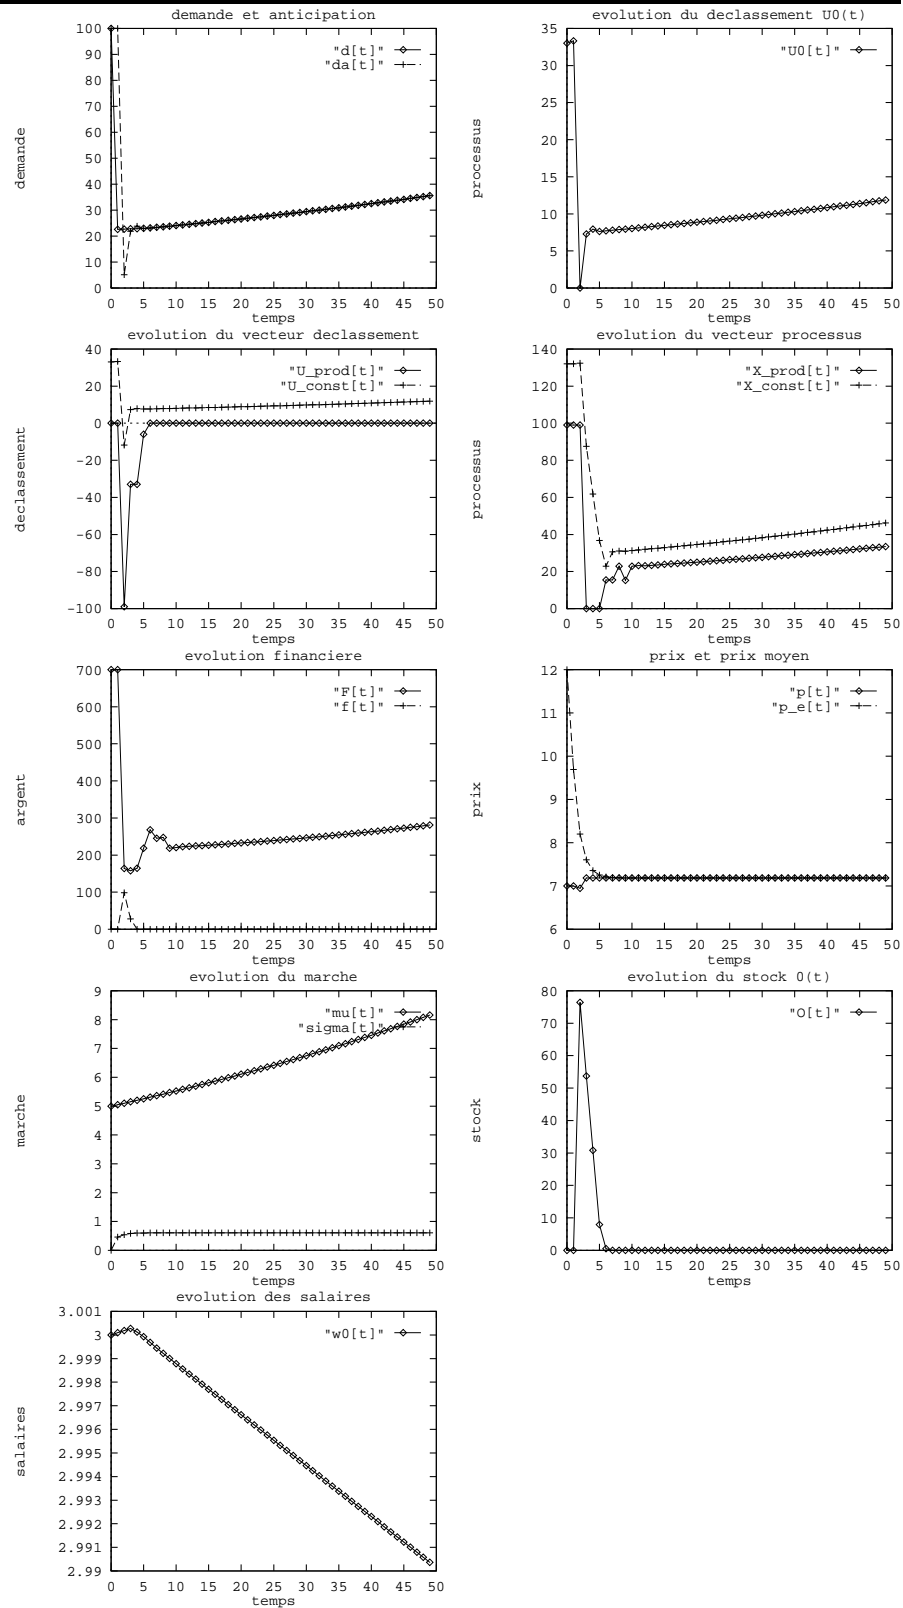 demande et anticipation
100
90
80
70
60
50
40
30
20
10
0
demande
"d[t]"
"da[t]"
0 5 10 15 20 25 30 35 40 45 50
temps
evolution du declassement U0(t)
35
30
25
20
15
10
5
0
processus
"U0[t]"
0 5 10 15 20 25 30 35 40 45 50
temps
evolution du vecteur declassement
40
20
0
-20
-40
-60
-80
-100
declassement
"U_prod[t]"
"U_const[t]"
0 5 10 15 20 25 30 35 40 45 50
temps
evolution du vecteur processus
140
120
100
80
60
40
20
0
processus
"X_prod[t]"
"X_const[t]"
0 5 10 15 20 25 30 35 40 45 50
temps
evolution financiere
700
600
500
400
300
200
100
0
argent
"F[t]"
"f[t]"
0 5 10 15 20 25 30 35 40 45 50
temps
prix et prix moyen
12
11
10
9
8
7
6
prix
"p[t]"
"p_e[t]"
0 5 10 15 20 25 30 35 40 45 50
temps
evolution du marche
9
8
7
6
5
4
3
2
1
0
marche
"mu[t]"
"sigma[t]"
0 5 10 15 20 25 30 35 40 45 50
temps
evolution du stock 0(t)
80
70
60
50
40
30
20
10
0
stock
"O[t]"
0 5 10 15 20 25 30 35 40 45 50
temps
evolution des salaires
3.001
3
2.999
2.998
2.997
2.996
2.995
2.994
2.993
2.992
2.991
2.99
salaires
"w0[t]"
0 5 10 15 20 25 30 35 40 45 50
temps